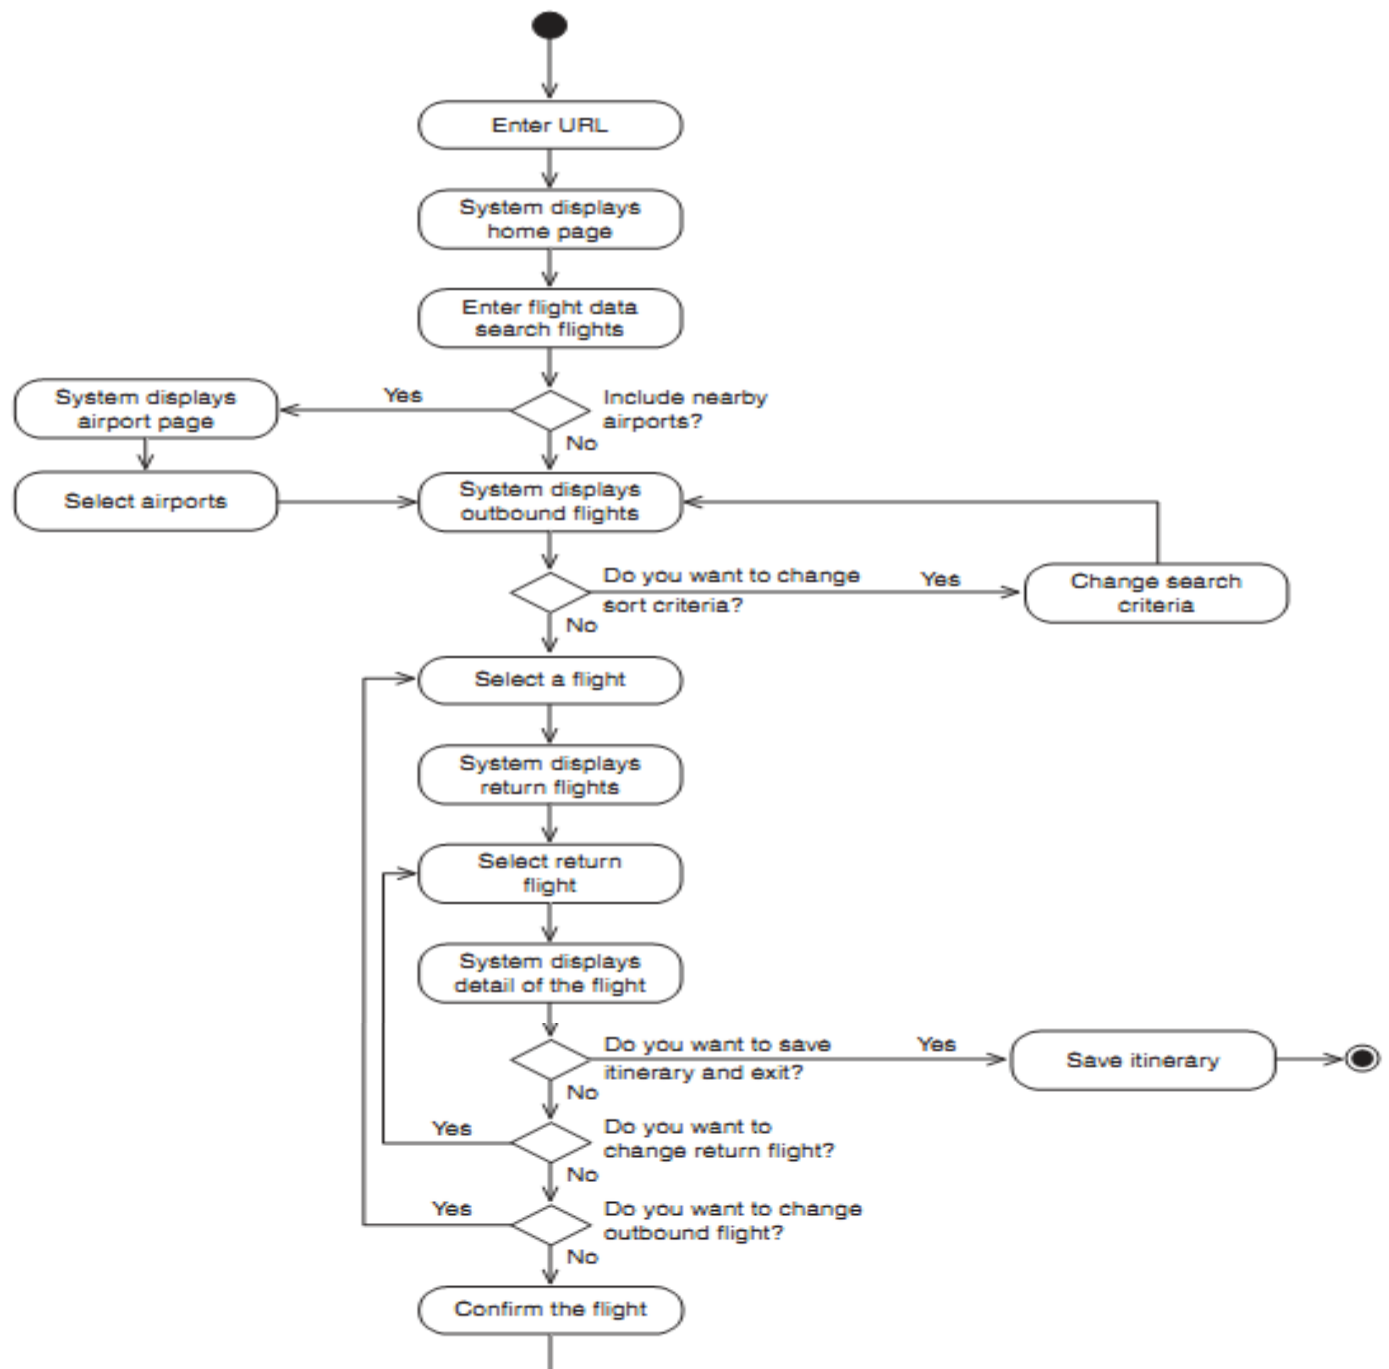 Enter URL
System displays
home page
Enter flight data
search flights
System displays
airport page
Yes
Include nearby
airports?
No
Select airports
System displays
outbound flights
Do you want to change
sort criteria?
Yes
Change search
criteria
No
Select a flight
System displays
return flights
Select return
flight
System displays
detail of the flight
Do you want to save
itinerary and exit?
Yes
Save itinerary
No
Yes
Do you want to
change return flight?
No
Yes
Do you want to change
outbound flight?
No
Confirm the flight